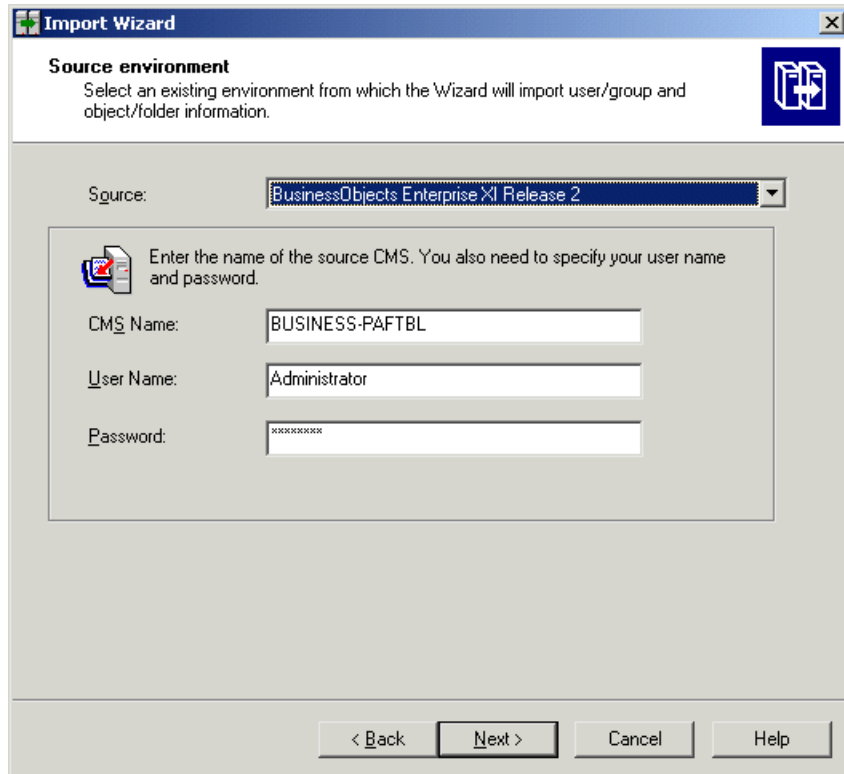 Import Wizard
Source environment
Select an existing environment from which the Wizard will import user/group and
object/folder information.
Source:
BusinessObjects Enterprise XI Release 2
Enter the name of the source CMS. You also need to specify your user name
and password.
CMS Name:
BUSINESS-PAFTBL
User Name:
Administrator
Password:
********
< Back
Next >
Cancel
Help